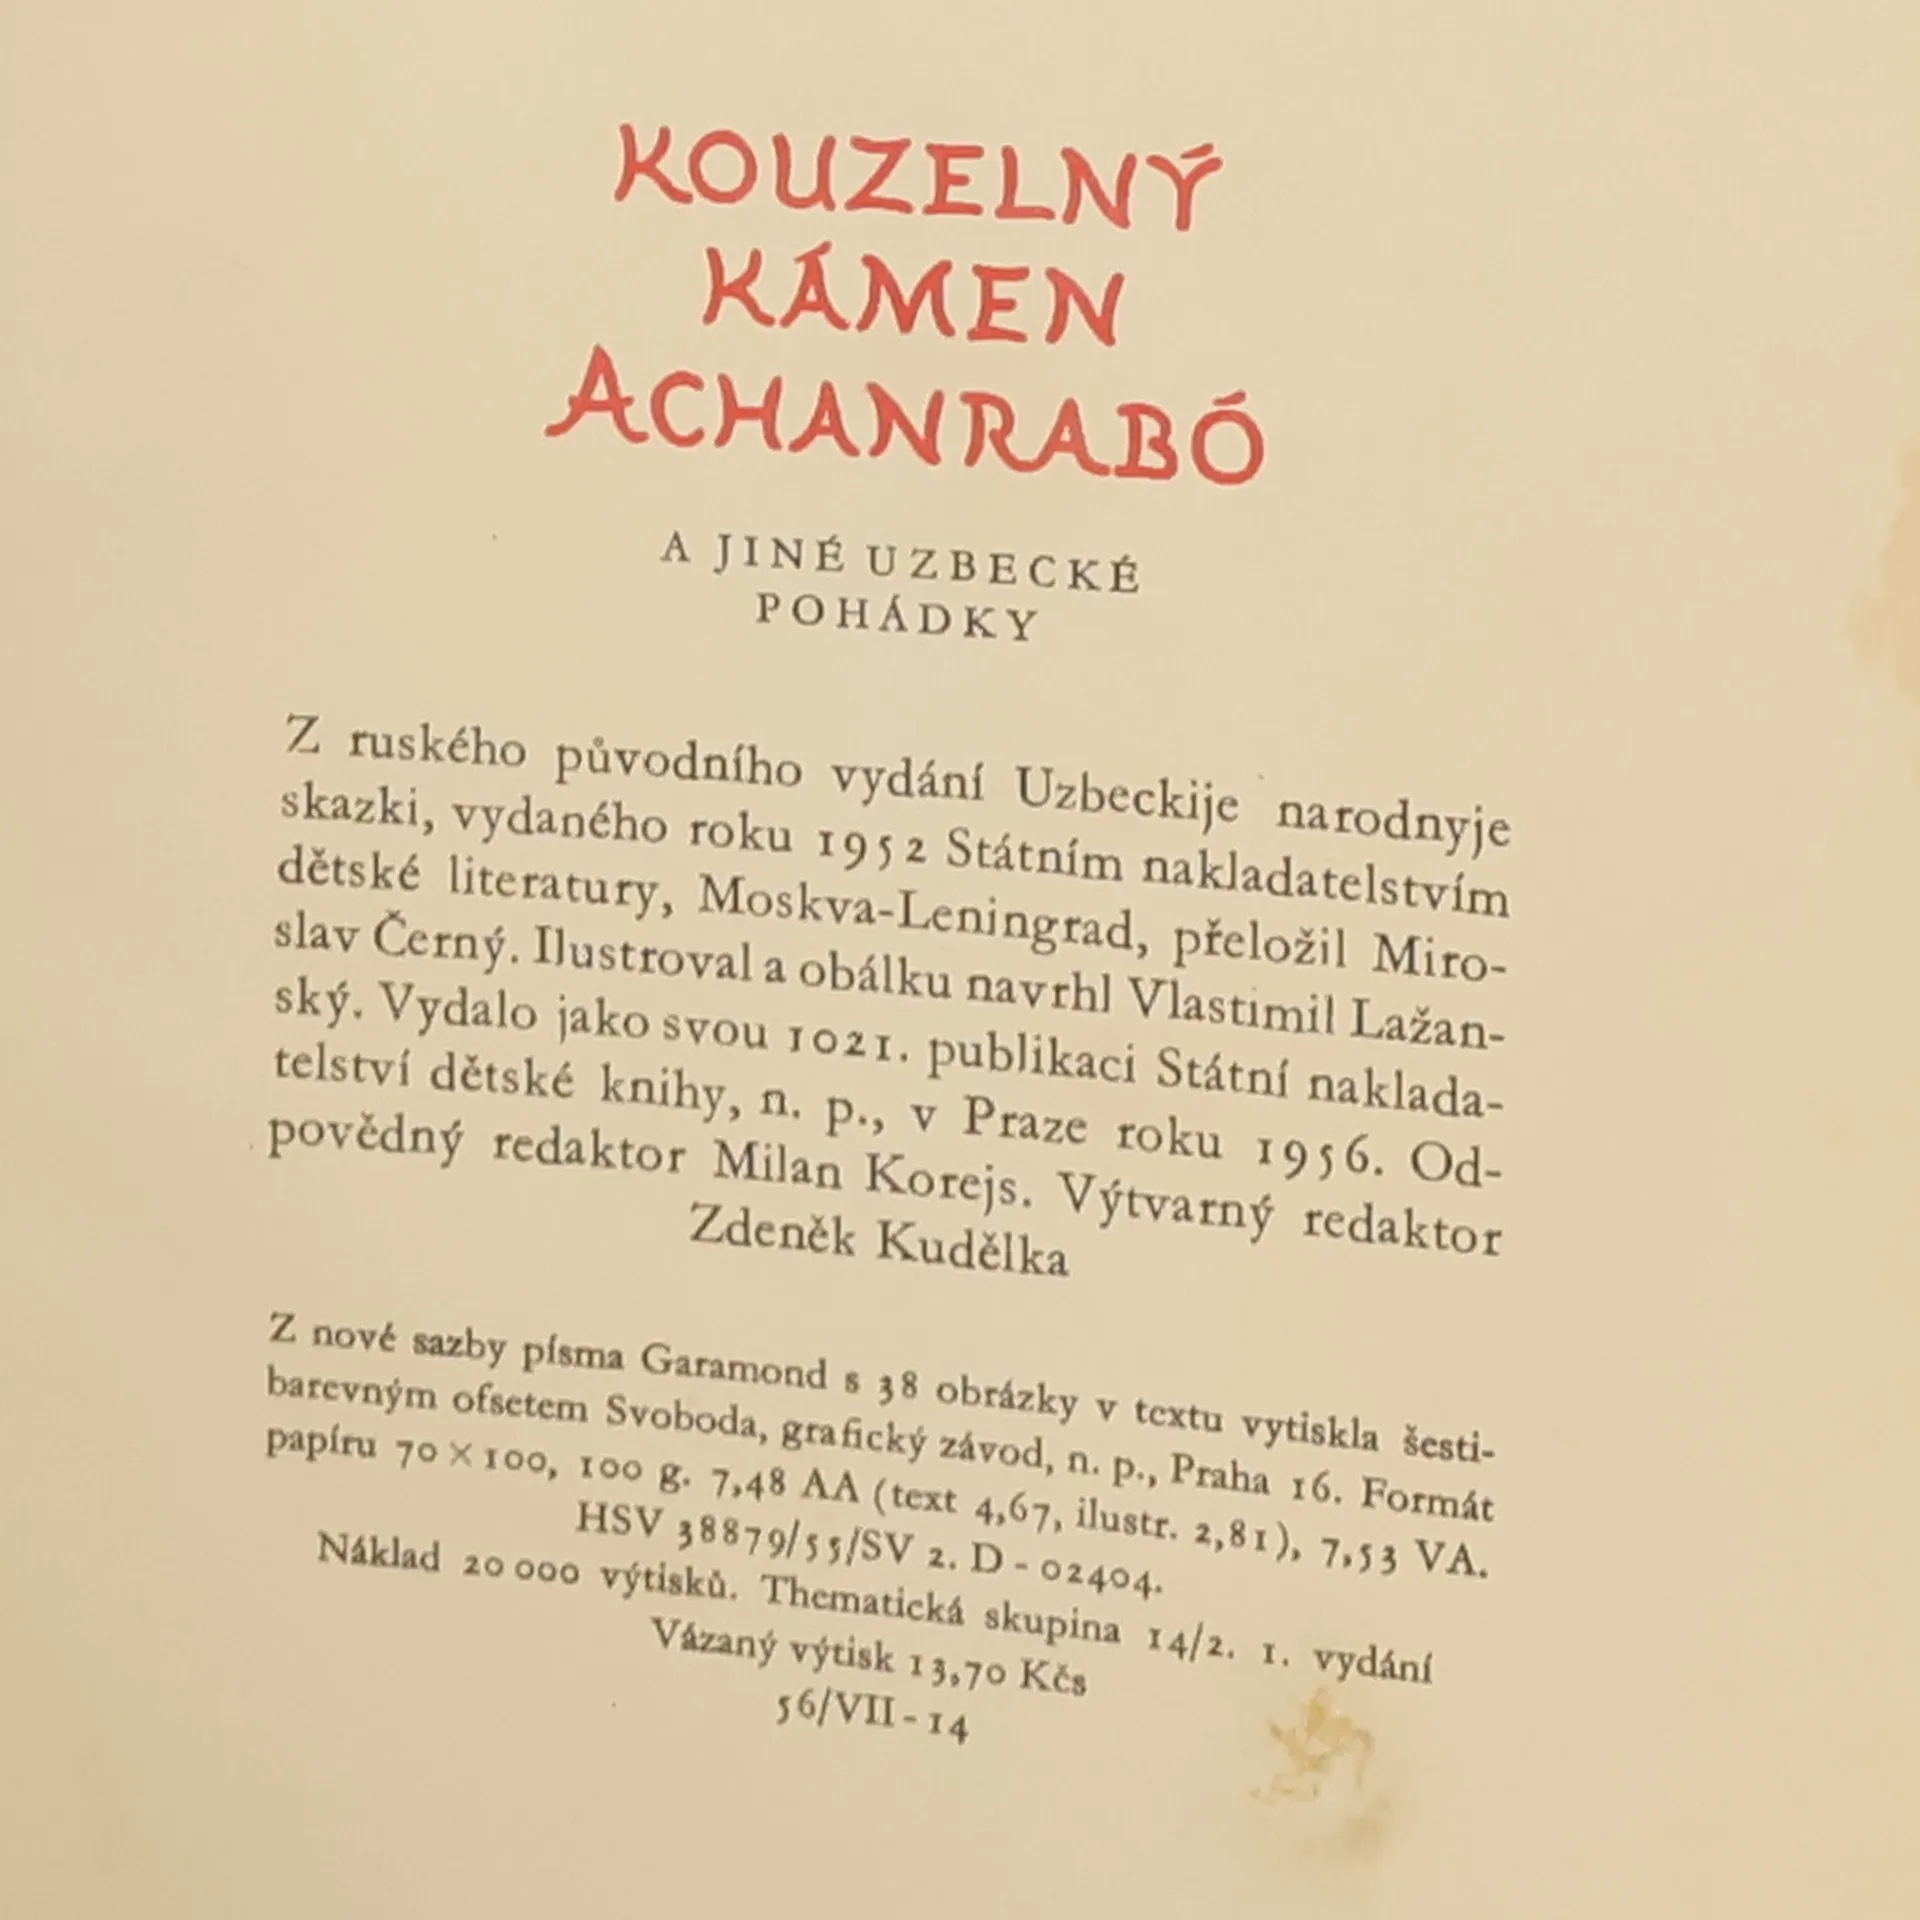 KOUZELNÝ
KÁMEN
ACHANRABÓ
A JINÉ UZBECKÉ
POHÁDKY
Z ruského původního vydání Uzbeckije narodnyje
skazki, vydaného roku 1952 Státním nakladatelstvím
dětské literatury, Moskva-Leningrad, přeložil Miro-
slav Černý. Ilustroval a obálku navrhl Vlastimil Lažan-
ský. Vydalo jako svou 1021. publikaci Státní naklada-
telství dětské knihy, n. p., v Praze roku 1956. Od-
povědný redaktor Milan Korejs. Výtvarný redaktor
Zdeněk Kudělka
Z nové sazby písma Garamond s 38 obrázky v textu vytiskla šesti-
barevným ofsetem Svoboda, grafický závod, n. p., Praha 16. Formát
papíru 70 × 100, 100 g. 7,48 AA (text 4,67, ilustr. 2,81), 7,53 VA.
HSV 38879/55/SV 2. D - 02404.
Náklad 20 000 výtisků. Thematická skupina 14/2. 1. vydání
Vázaný výtisk 13,70 Kčs
56/VII - 14